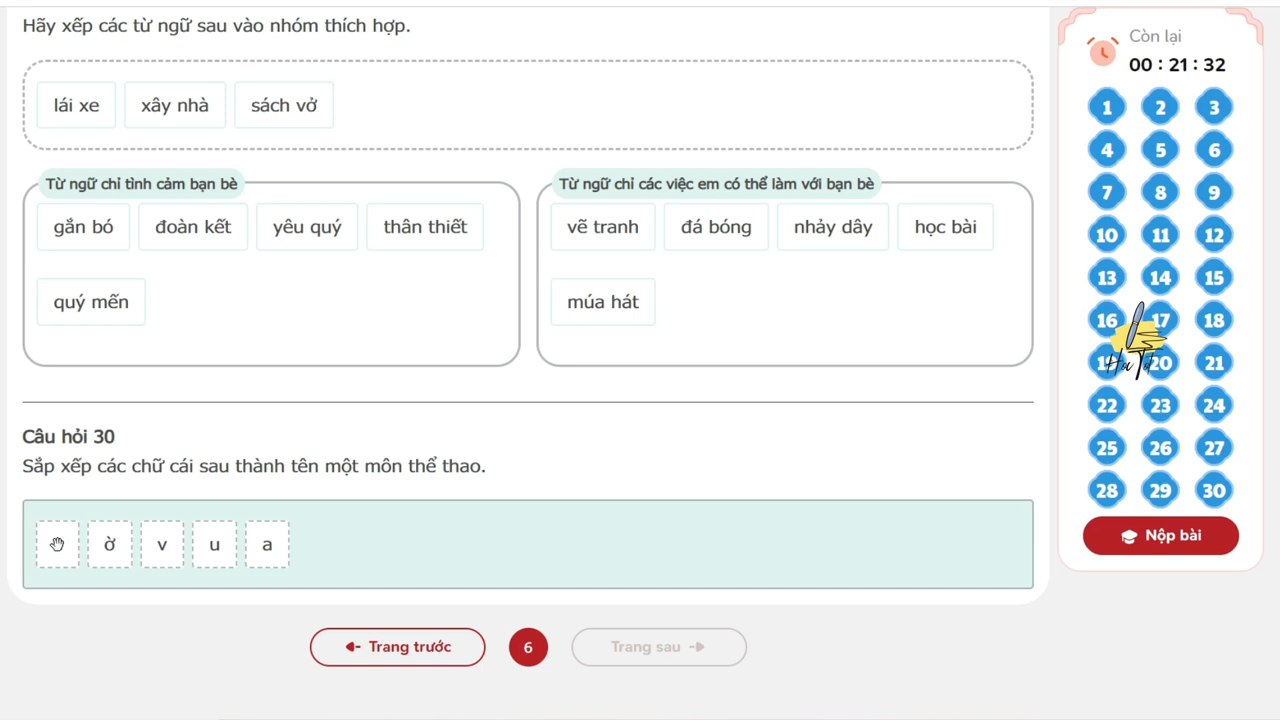 Hãy xếp các từ ngữ sau vào nhóm thích hợp.
lái xe xây nhà sách vở
Từ ngữ chỉ tình cảm bạn bè
gắn bó đoàn kết yêu quý thân thiết
quý mến
Từ ngữ chỉ các việc em có thể làm với bạn bè
vẽ tranh đá bóng nhảy dây học bài
múa hát
Câu hỏi 30
Sắp xếp các chữ cái sau thành tên một môn thể thao.
ờ v u a
Trang trước 6 Trang sau
Còn lại
00 : 21 : 32
1 2 3
4 5 6
7 8 9
10 11 12
13 14 15
16 17 18
19 20 21
22 23 24
25 26 27
28 29 30
Nộp bài
Học Tốt